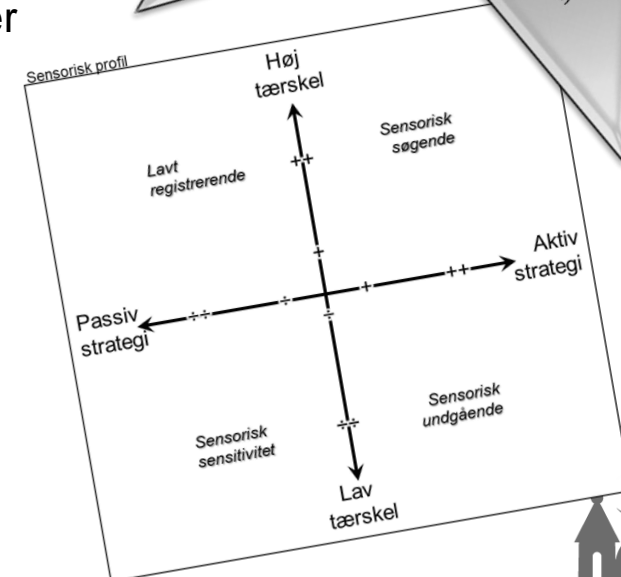 er
Sensorisk profil
Høj
tærskel
Lavt
registrerende
Sensorisk
søgende
++
+
Aktiv
strategi
++
+
÷
÷÷
Passiv
strategi
÷
÷÷
Sensorisk
undgående
Sensorisk
sensitivitet
Lav
tærskel